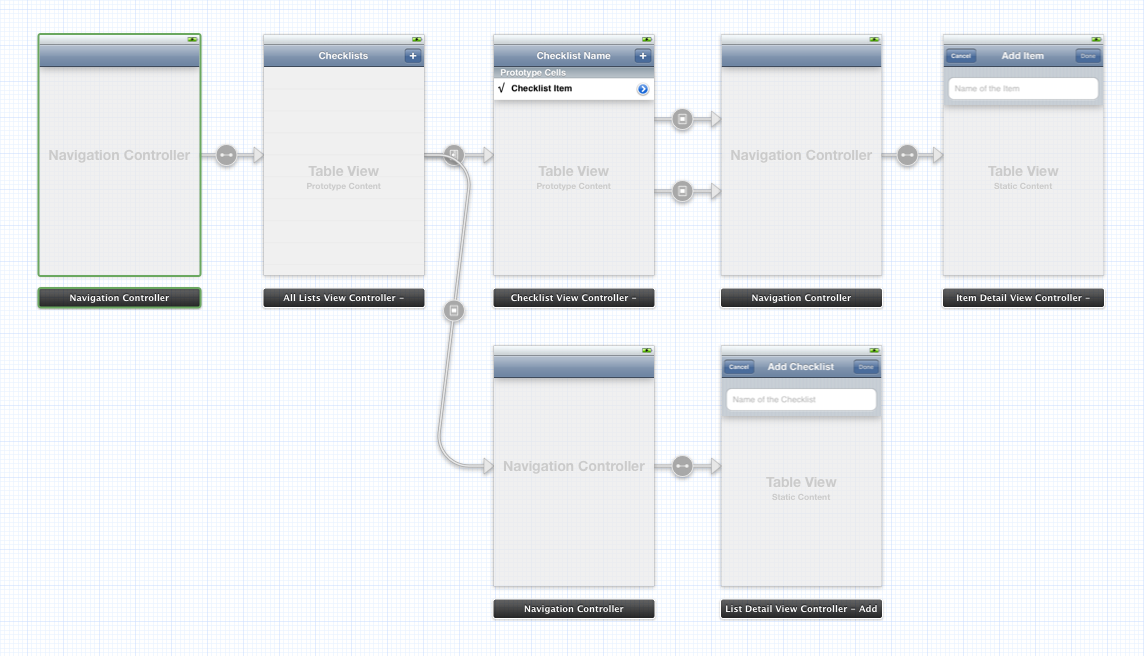 Navigation Controller
Navigation Controller
Checklists +
Table View
Prototype Content
All Lists View Controller –
Checklist Name +
Prototype Cells
√ Checklist Item
Table View
Prototype Content
Checklist View Controller –
Navigation Controller
Navigation Controller
Cancel Add Item Done
Name of the Item
Table View
Static Content
Item Detail View Controller –
Navigation Controller
Navigation Controller
Cancel Add Checklist Done
Name of the Checklist
Table View
Static Content
List Detail View Controller – Add